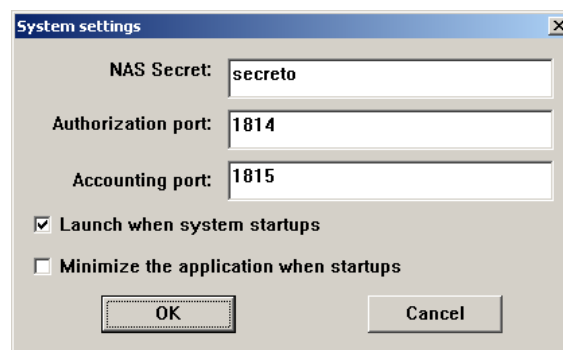 System settings
NAS Secret: secreto
Authorization port: 1814
Accounting port: 1815
Launch when system startups
Minimize the application when startups
OK Cancel